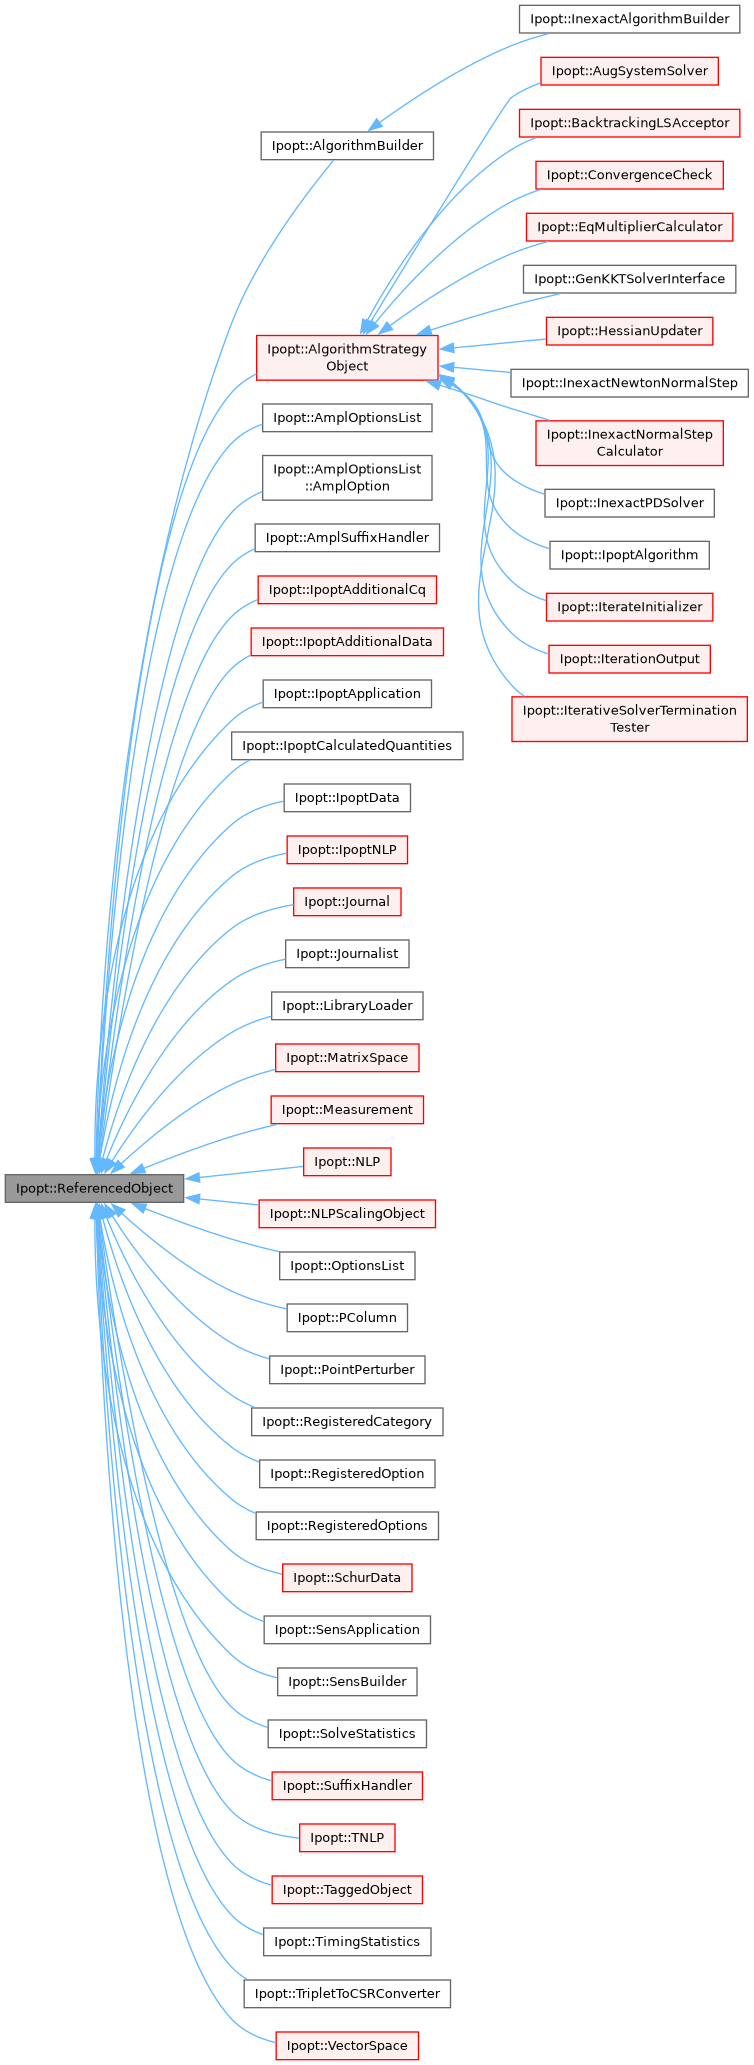 Ipopt::InexactAlgorithmBuilder
Ipopt::AugSystemSolver
Ipopt::BacktrackingLSAcceptor
Ipopt::AlgorithmBuilder
Ipopt::ConvergenceCheck
Ipopt::EqMultiplierCalculator
Ipopt::GenKKTSolverInterface
Ipopt::HessianUpdater
Ipopt::AlgorithmStrategy
Object
Ipopt::InexactNewtonNormalStep
Ipopt::InexactNormalStep
Calculator
Ipopt::InexactPDSolver
Ipopt::IpoptAlgorithm
Ipopt::IterateInitializer
Ipopt::IterationOutput
Ipopt::IterativeSolverTermination
Tester
Ipopt::AmplOptionsList
Ipopt::AmplOptionsList
::AmplOption
Ipopt::AmplSuffixHandler
Ipopt::IpoptAdditionalCq
Ipopt::IpoptAdditionalData
Ipopt::IpoptApplication
Ipopt::IpoptCalculatedQuantities
Ipopt::IpoptData
Ipopt::IpoptNLP
Ipopt::Journal
Ipopt::Journalist
Ipopt::LibraryLoader
Ipopt::MatrixSpace
Ipopt::Measurement
Ipopt::NLP
Ipopt::ReferencedObject
Ipopt::NLPScalingObject
Ipopt::OptionsList
Ipopt::PColumn
Ipopt::PointPerturber
Ipopt::RegisteredCategory
Ipopt::RegisteredOption
Ipopt::RegisteredOptions
Ipopt::SchurData
Ipopt::SensApplication
Ipopt::SensBuilder
Ipopt::SolveStatistics
Ipopt::SuffixHandler
Ipopt::TNLP
Ipopt::TaggedObject
Ipopt::TimingStatistics
Ipopt::TripletToCSRConverter
Ipopt::VectorSpace